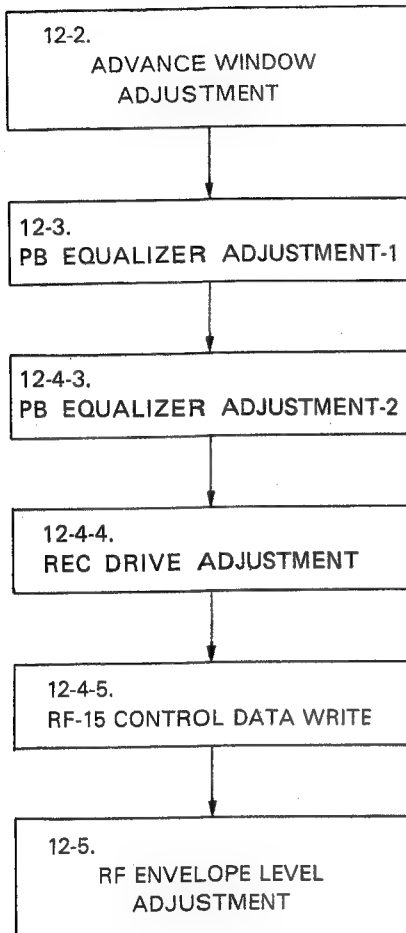 12-2.
ADVANCE WINDOW
ADJUSTMENT
12-3.
PB EQUALIZER ADJUSTMENT-1
12-4-3.
PB EQUALIZER ADJUSTMENT-2
12-4-4.
REC DRIVE ADJUSTMENT
12-4-5.
RF-15 CONTROL DATA WRITE
12-5.
RF ENVELOPE LEVEL
ADJUSTMENT